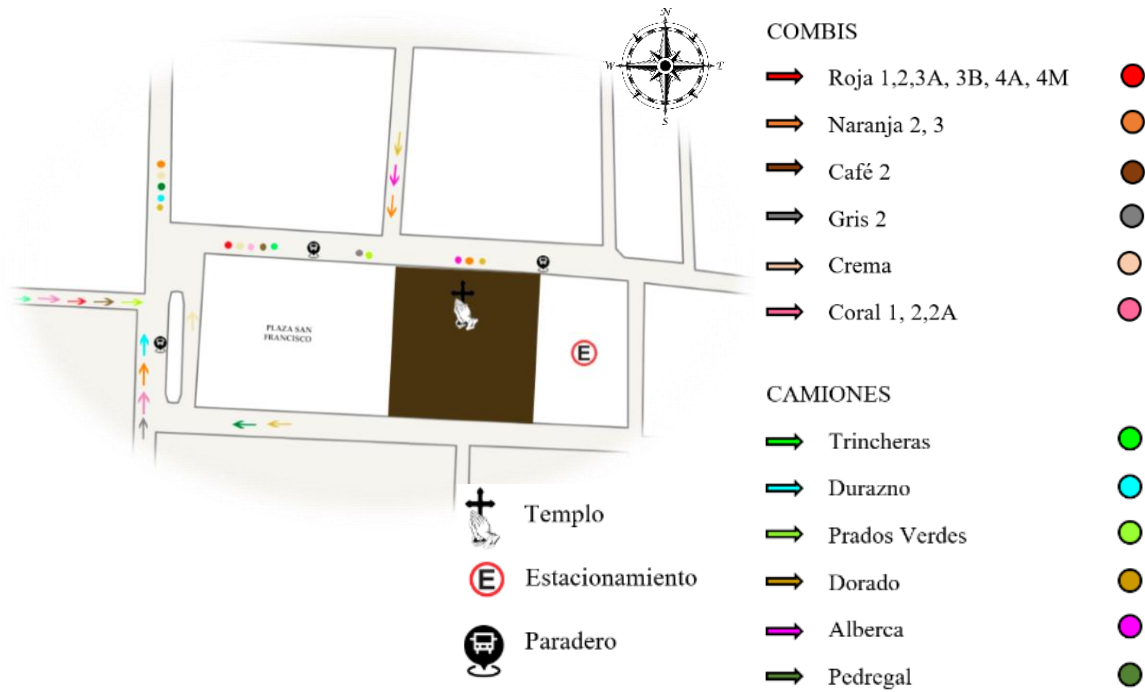 N
W
T
S
PLAZA SAN
FRANCISCO
E
Templo
E
Estacionamiento
Paradero
COMBIS
Roja 1,2,3A, 3B, 4A, 4M
Naranja 2, 3
Café 2
Gris 2
Crema
Coral 1, 2,2A
CAMIONES
Trincheras
Durazno
Prados Verdes
Dorado
Alberca
Pedregal